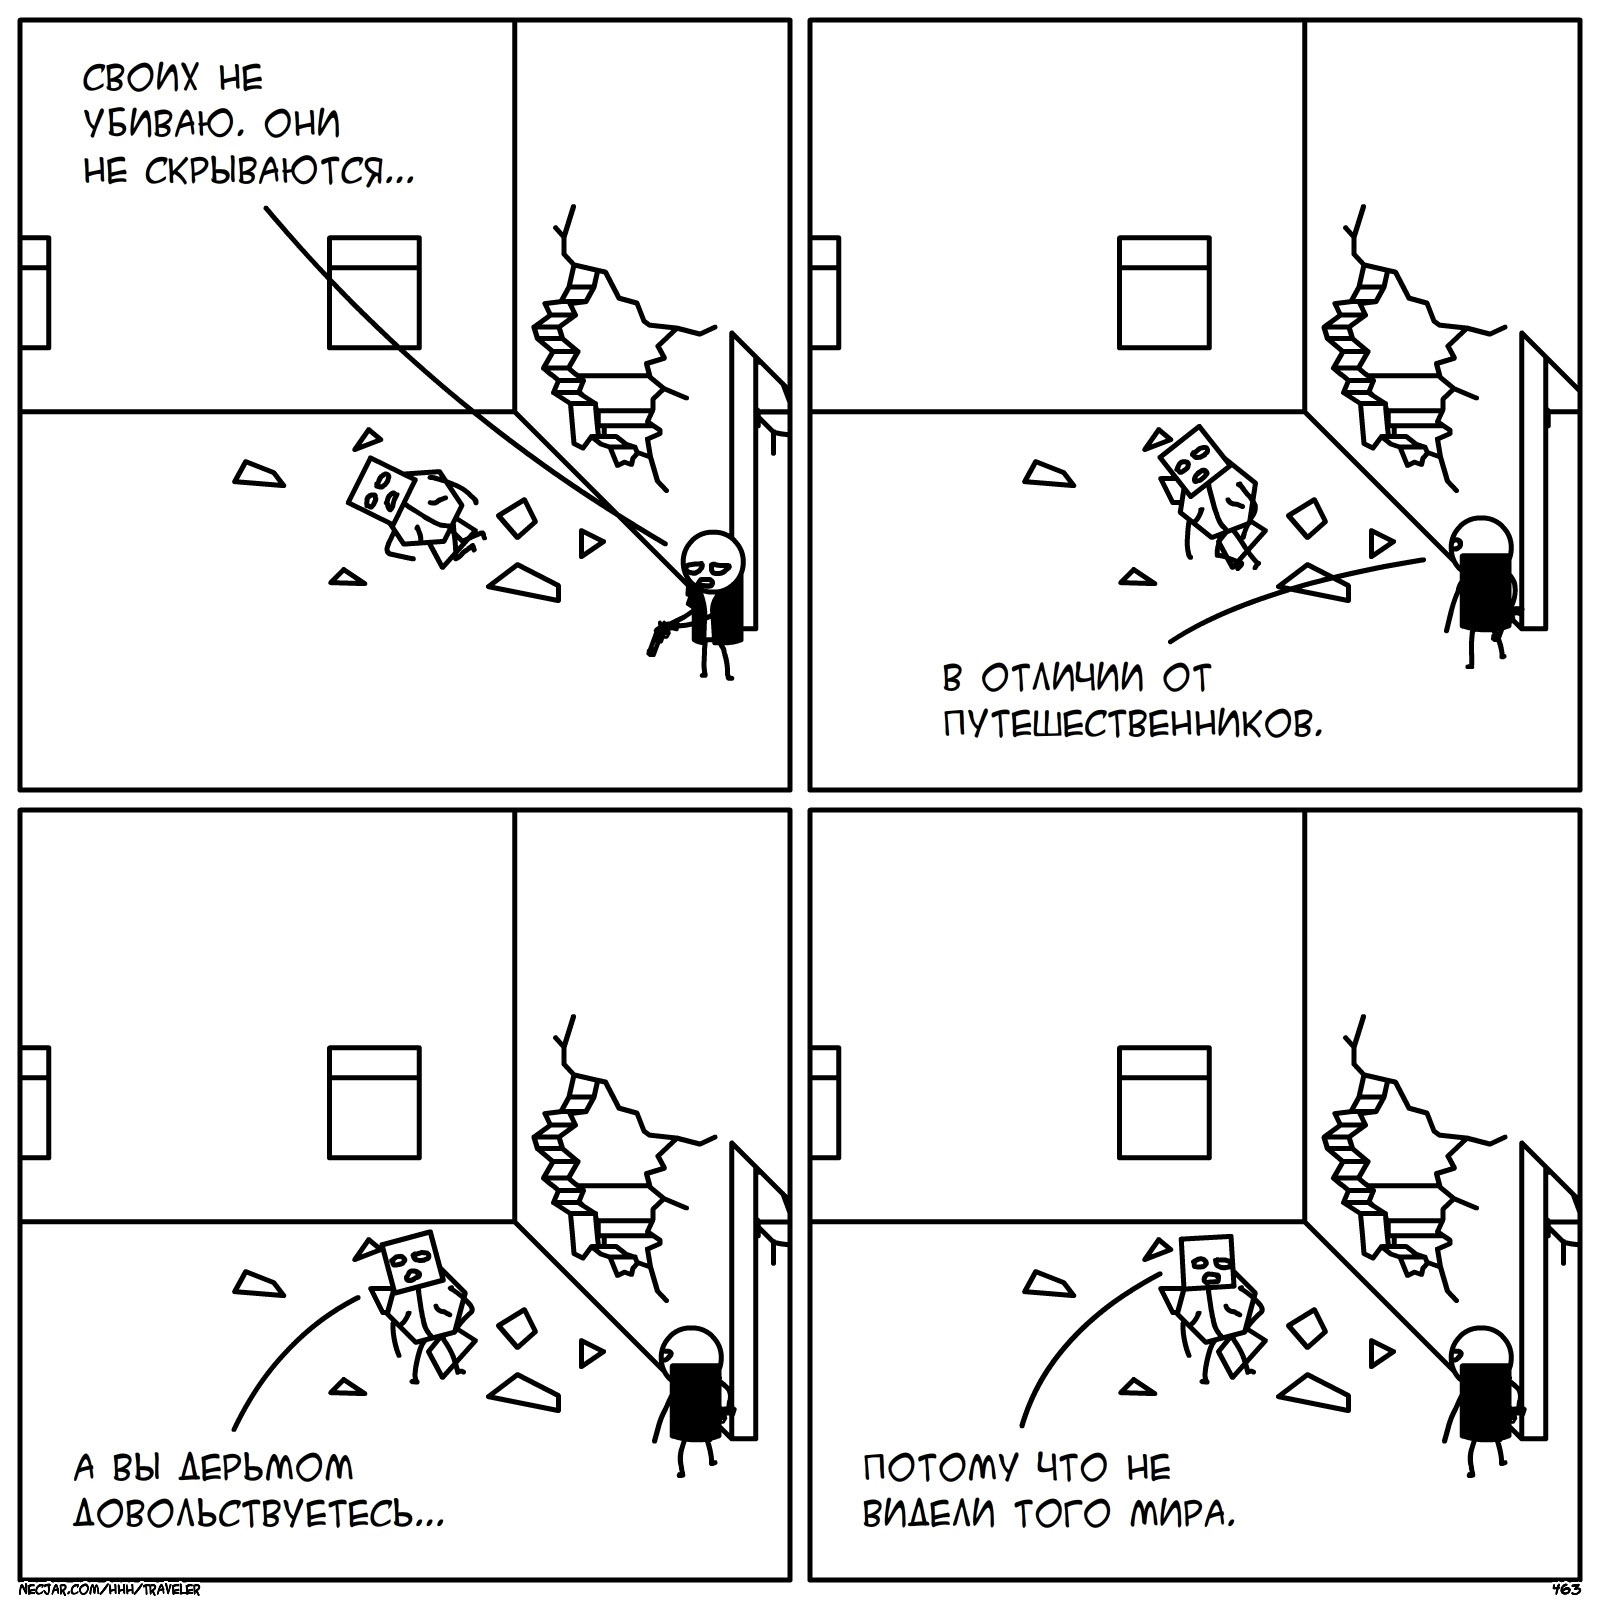 СВОИХ НЕ
УБИВАЮ. ОНИ
НЕ СКРЫВАЮТСЯ...
В ОТЛИЧИИ ОТ
ПУТЕШЕСТВЕННИКОВ.
А ВЫ ДЕРЬМОМ
ДОВОЛЬСТВУЕТЕСЬ...
ПОТОМУ ЧТО НЕ
ВИДЕЛИ ТОГО МИРА.
NECJAR.COM/HHH/TRAVELER
463